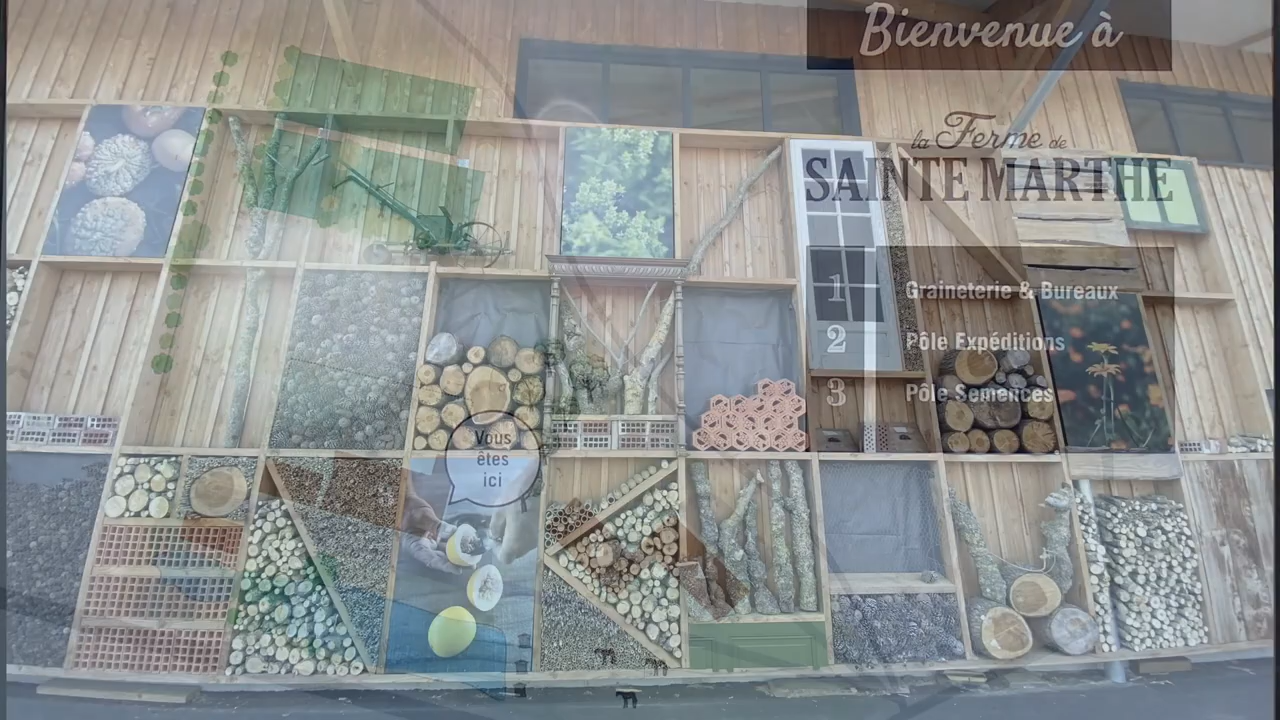 Bienvenue à
la Ferme de
SAINTE MARTHE
1 Graineterie & Bureaux
2 Pôle Expéditions
3 Pôle Semences
Vous
êtes
ici